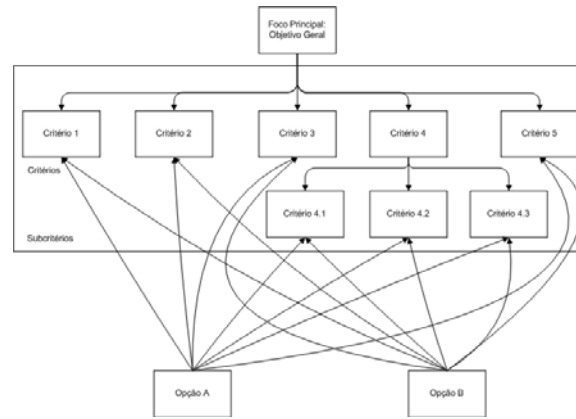 Foco Principal:
Objetivo Geral
Critério 1
Critério 2
Critério 3
Critério 4
Critério 5
Critérios
Critério 4.1
Critério 4.2
Critério 4.3
Subcritérios
Opção A
Opção B